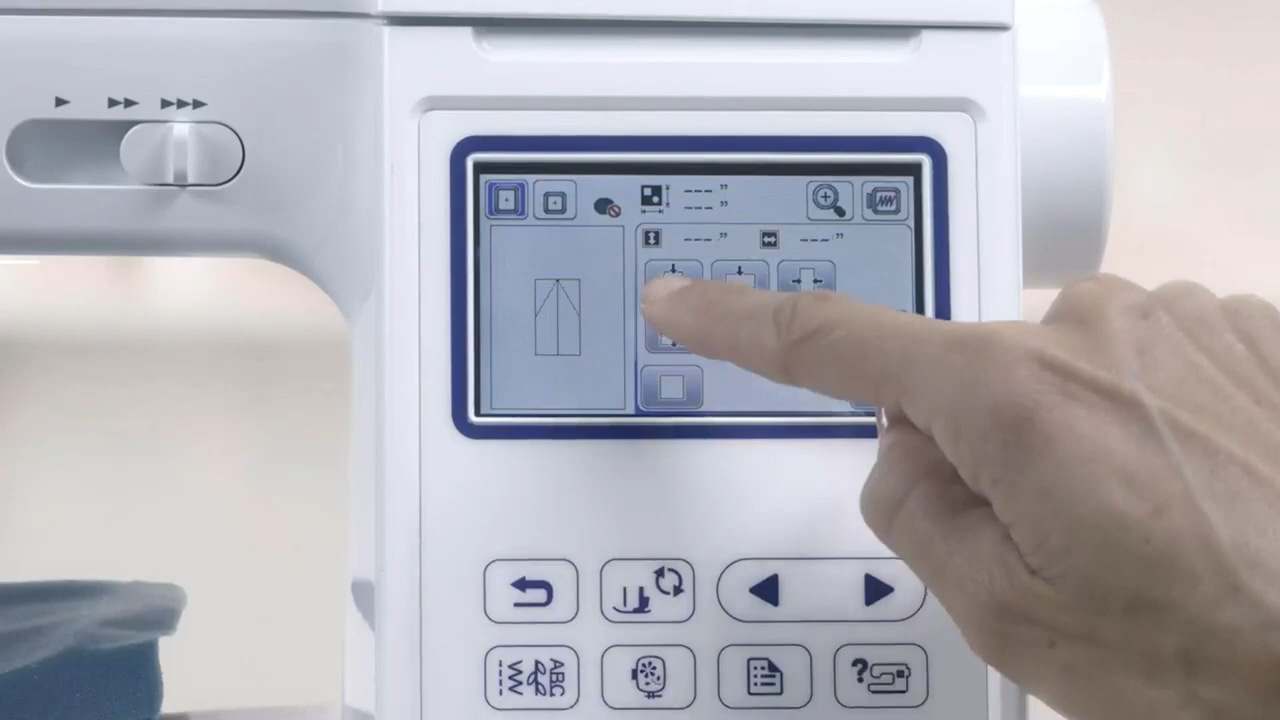 --- ”
--- ”
--- ” --- ”
ABC
?